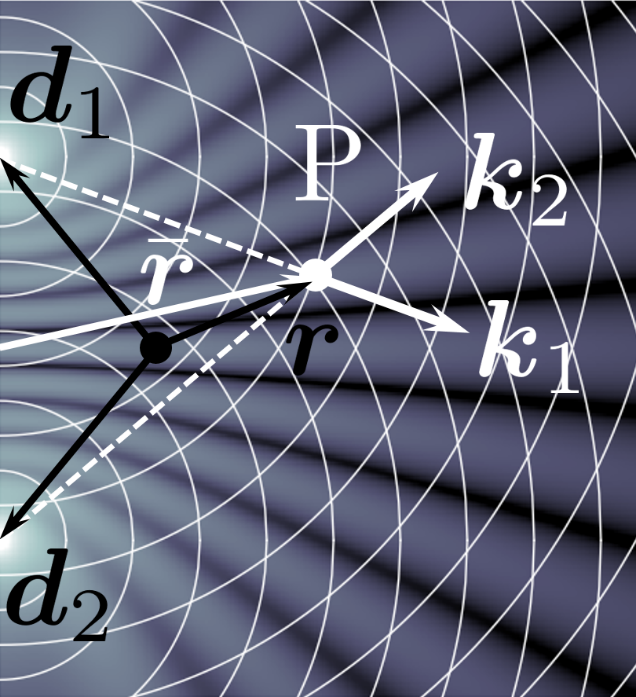 d₁
P
k₂
r̄
r
k₁
d₂